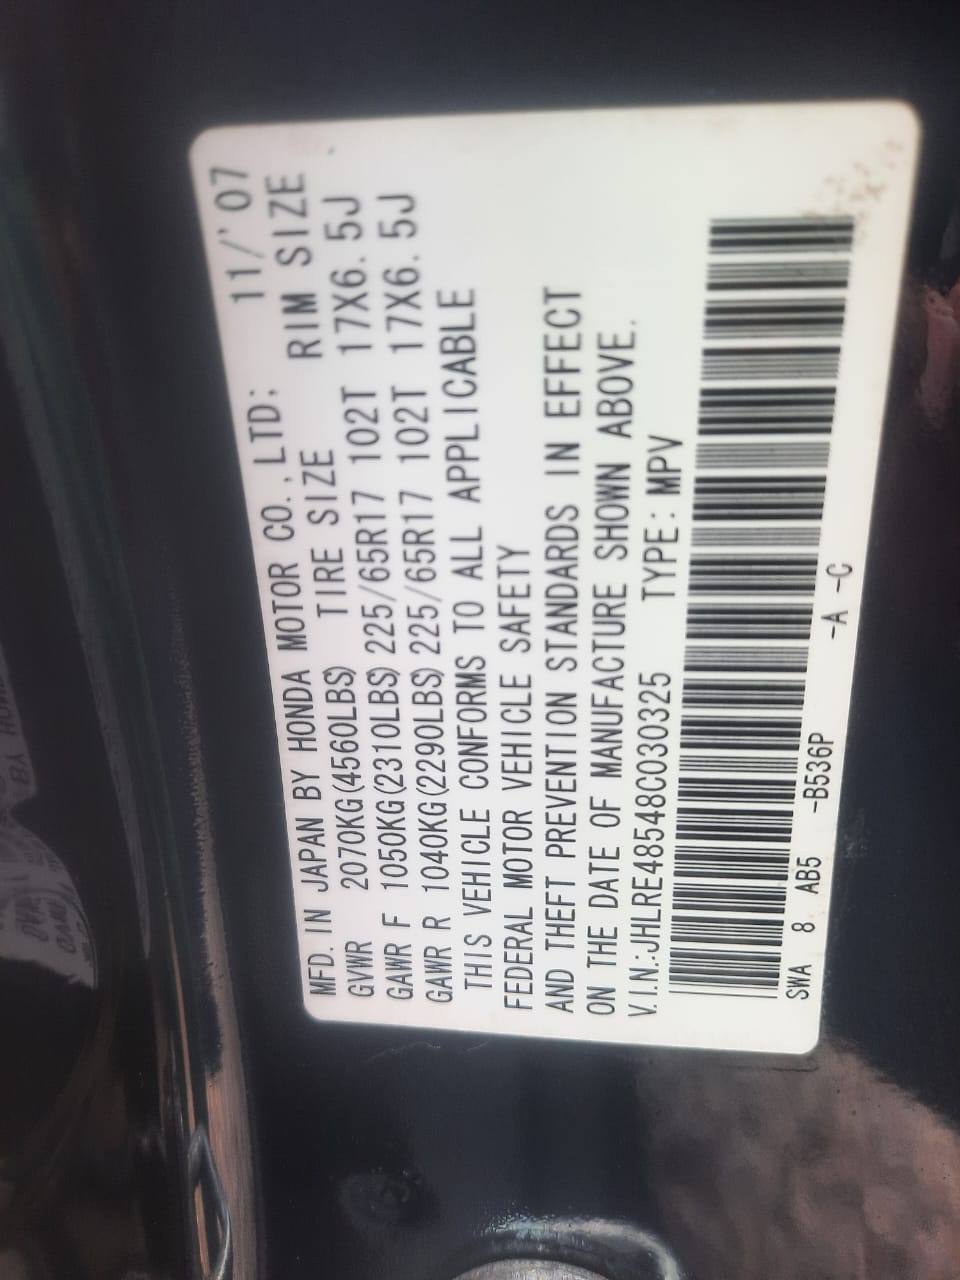 MFD. IN JAPAN BY HONDA MOTOR CO., LTD; 11/'07
GVWR 2070KG(4560LBS) TIRE SIZE RIM SIZE
GAWR F 1050KG(2310LBS) 225/65R17 102T 17X6.5J
GAWR R 1040KG(2290LBS) 225/65R17 102T 17X6.5J
THIS VEHICLE CONFORMS TO ALL APPLICABLE
FEDERAL MOTOR VEHICLE SAFETY
AND THEFT PREVENTION STANDARDS IN EFFECT
ON THE DATE OF MANUFACTURE SHOWN ABOVE.
V.I.N.:JHLRE48548C030325 TYPE: MPV
SWA 8 AB5 -B536P -A -C